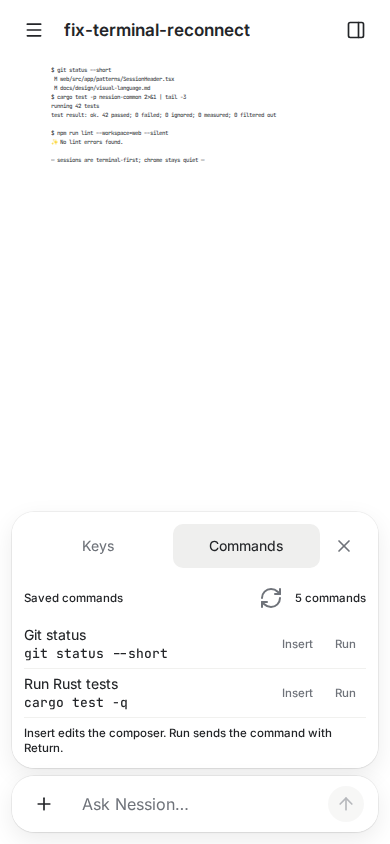 fix-terminal-reconnect
$ git status --short
M web/src/app/patterns/SessionHeader.tsx
M docs/design/visual-language.md
$ cargo test -p nession-common 2>&1 | tail -3
running 42 tests
test result: ok. 42 passed; 0 failed; 0 ignored; 0 measured; 0 filtered out
$ npm run lint --workspace=web --silent
✨ No lint errors found.
— sessions are terminal-first; chrome stays quiet —
Keys Commands
Saved commands 5 commands
Git status
git status --short
Insert Run
Run Rust tests
cargo test -q
Insert Run
Insert edits the composer. Run sends the command with
Return.
Ask Nession...